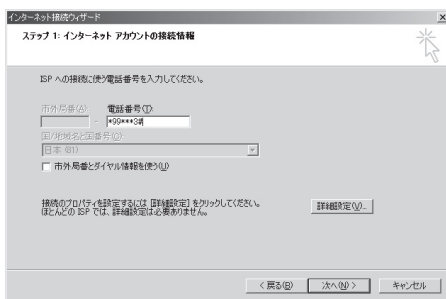 インターネット接続ウィザード
ステップ 1: インターネット アカウントの接続情報
ISP への接続に使う電話番号を入力してください。
市外局番(A): 電話番号(T):
- *99***3#
国/地域名と国番号(O):
日本 (81)
市外局番とダイヤル情報を使う(U)
接続のプロパティを設定するには [詳細設定] をクリックしてください。
ほとんどの ISP では、詳細設定は必要ありません。
詳細設定(V)...
< 戻る(B) 次へ(N) > キャンセル